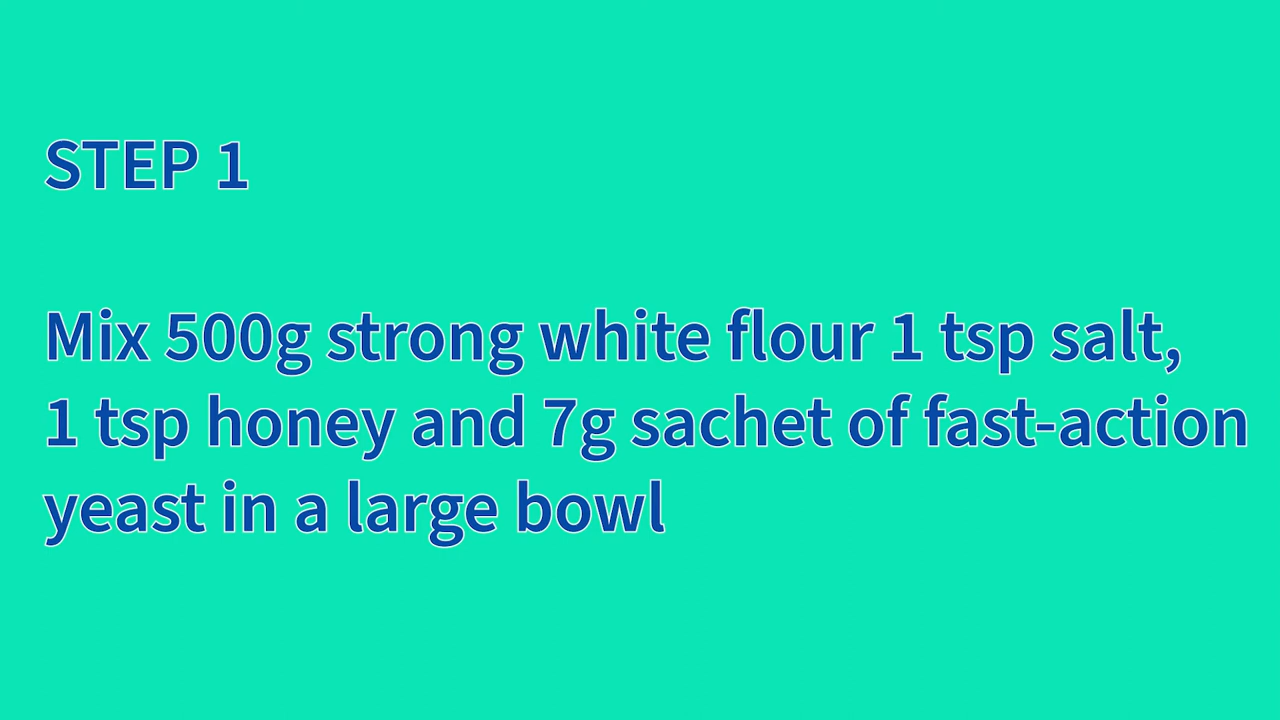 STEP 1
Mix 500g strong white flour 1 tsp salt,
1 tsp honey and 7g sachet of fast-action
yeast in a large bowl